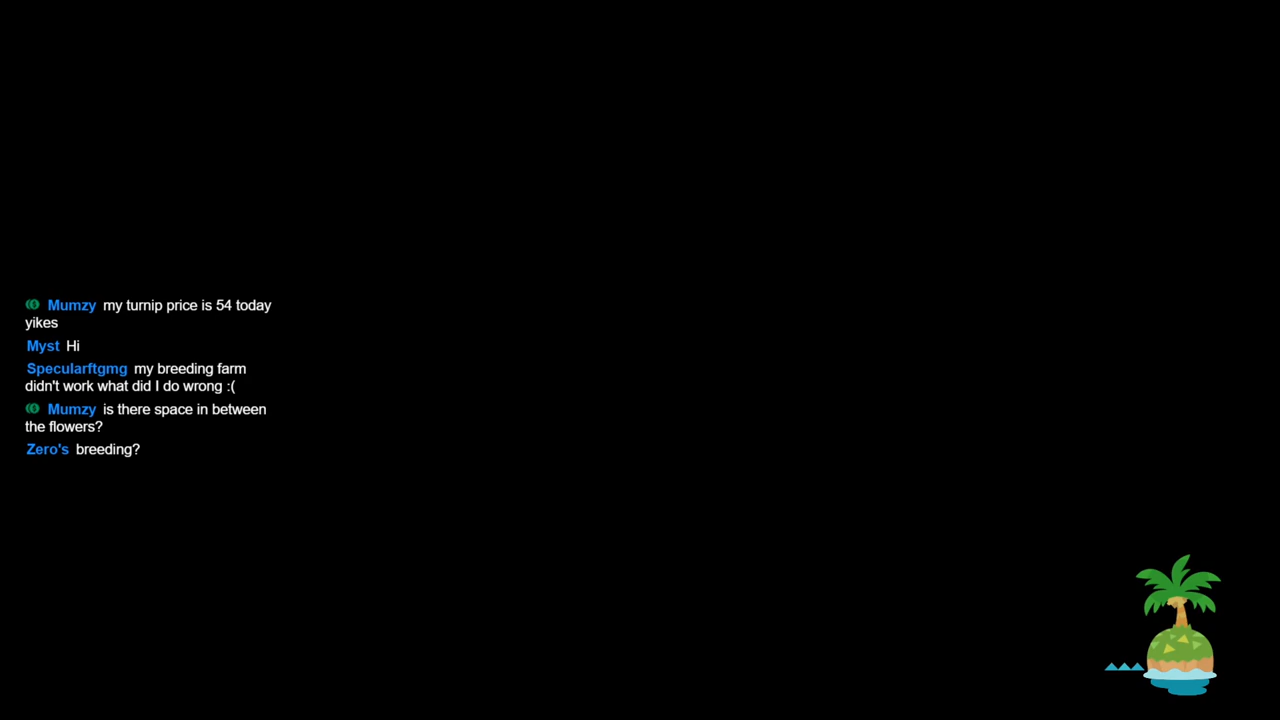 Mumzy my turnip price is 54 today
yikes
Myst Hi
Specularftgmg my breeding farm
didn't work what did I do wrong :(
Mumzy is there space in between
the flowers?
Zero's breeding?